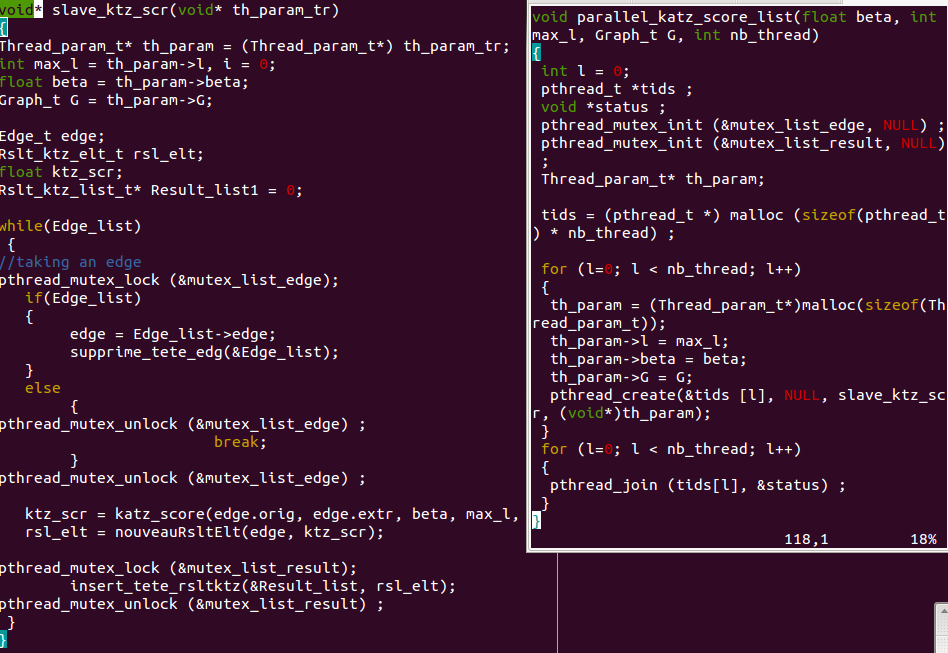 void* slave_ktz_scr(void* th_param_tr)
{
Thread_param_t* th_param = (Thread_param_t*) th_param_tr;
int max_l = th_param->l, i = 0;
float beta = th_param->beta;
Graph_t G = th_param->G;
Edge_t edge;
Rslt_ktz_elt_t rsl_elt;
float ktz_scr;
Rslt_ktz_list_t* Result_list1 = 0;
while(Edge_list)
{
//taking an edge
pthread_mutex_lock (&mutex_list_edge);
if(Edge_list)
{
edge = Edge_list->edge;
supprime_tete_edg(&Edge_list);
}
else
{
pthread_mutex_unlock (&mutex_list_edge) ;
break;
}
pthread_mutex_unlock (&mutex_list_edge) ;
ktz_scr = katz_score(edge.orig, edge.extr, beta, max_l,
rsl_elt = nouveauRsltElt(edge, ktz_scr);
pthread_mutex_lock (&mutex_list_result);
insert_tete_rsltktz(&Result_list, rsl_elt);
pthread_mutex_unlock (&mutex_list_result) ;
}
}
void parallel_katz_score_list(float beta, int
max_l, Graph_t G, int nb_thread)
{
int l = 0;
pthread_t *tids ;
void *status ;
pthread_mutex_init (&mutex_list_edge, NULL) ;
pthread_mutex_init (&mutex_list_result, NULL)
;
Thread_param_t* th_param;
tids = (pthread_t *) malloc (sizeof(pthread_t
) * nb_thread) ;
for (l=0; l < nb_thread; l++)
{
th_param = (Thread_param_t*)malloc(sizeof(Th
read_param_t));
th_param->l = max_l;
th_param->beta = beta;
th_param->G = G;
pthread_create(&tids [l], NULL, slave_ktz_sc
r, (void*)th_param);
}
for (l=0; l < nb_thread; l++)
{
pthread_join (tids[l], &status) ;
}
}
118,1 18%